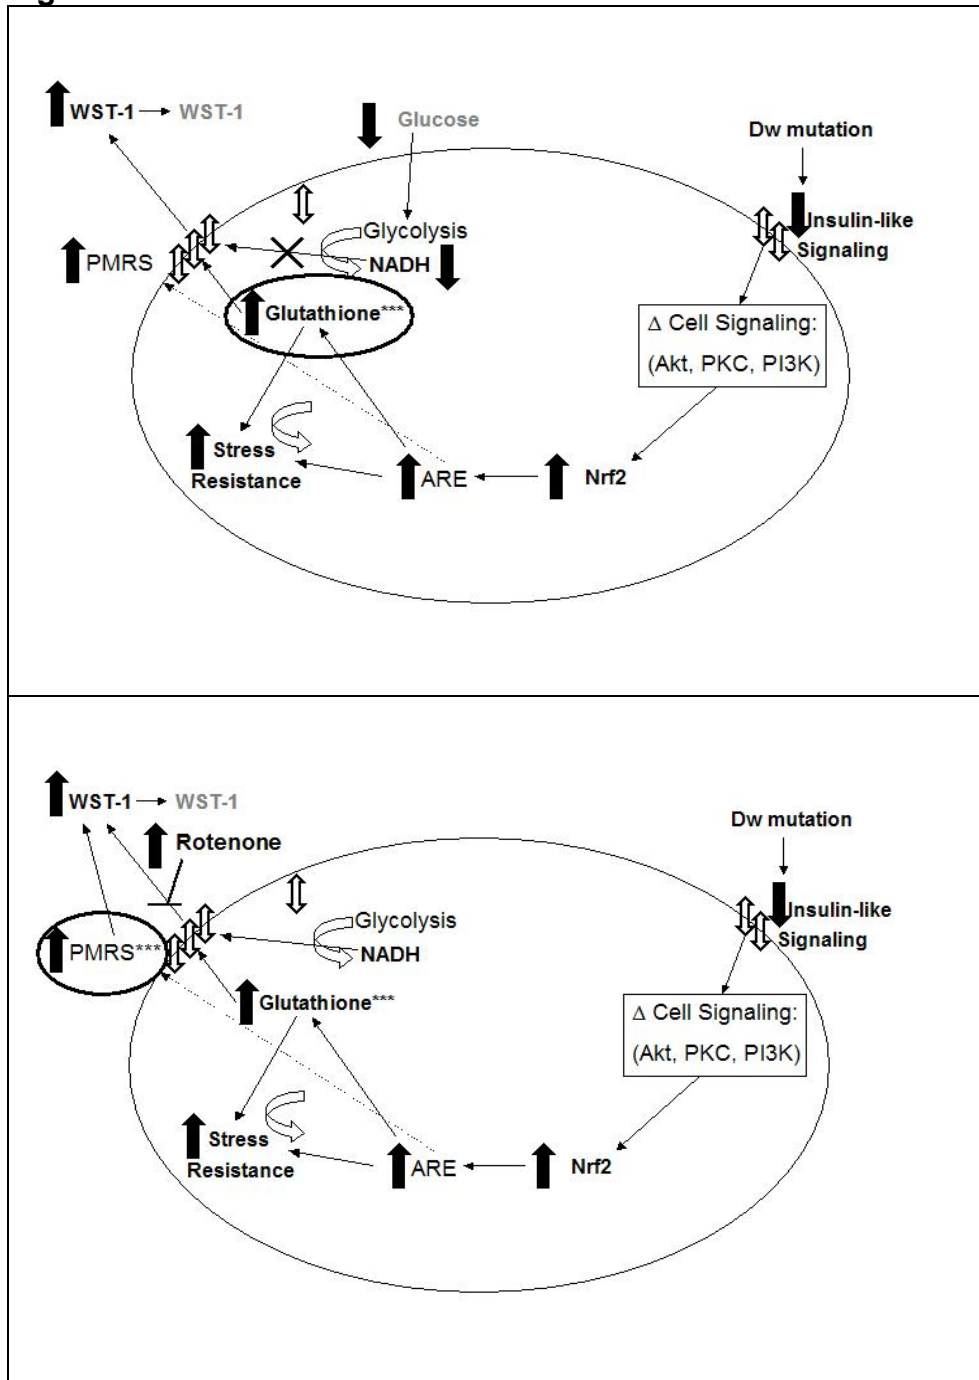 WST-1 WST-1
Glucose
Dw mutation
Insulin-like
Signaling
Glycolysis
PMRS
NADH
Glutathione***
Δ Cell Signaling:
(Akt, PKC, PI3K)
Stress
Resistance
ARE
Nrf2
WST-1 WST-1
Rotenone
Dw mutation
Insulin-like
Signaling
Glycolysis
PMRS***
NADH
Glutathione***
Δ Cell Signaling:
(Akt, PKC, PI3K)
Stress
Resistance
ARE
Nrf2